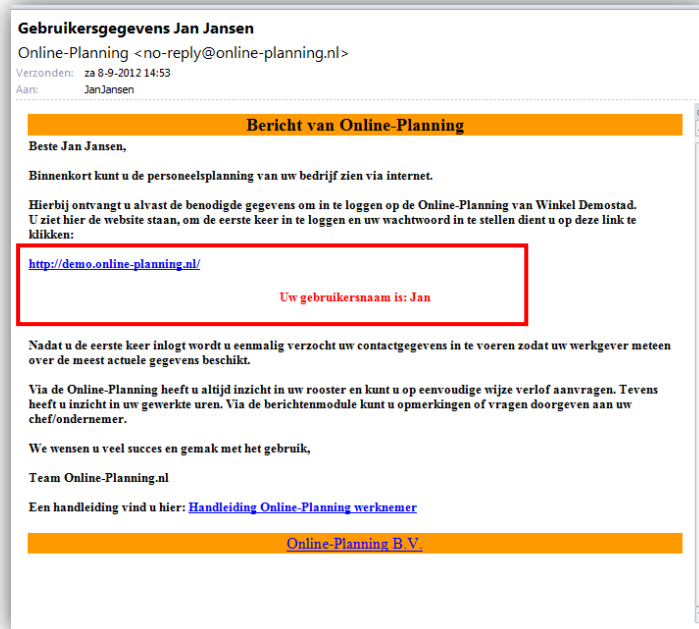 Gebruikersgegevens Jan Jansen
Online-Planning <no-reply@online-planning.nl>
Verzonden: za 8-9-2012 14:53
Aan: JanJansen
Bericht van Online-Planning
Beste Jan Jansen,
Binnenkort kunt u de personeelsplanning van uw bedrijf zien via internet.
Hierbij ontvangt u alvast de benodigde gegevens om in te loggen op de Online-Planning van Winkel Demostad.
U ziet hier de website staan, om de eerste keer in te loggen en uw wachtwoord in te stellen dient u op deze link te
klikken:
http://demo.online-planning.nl/
Uw gebruikersnaam is: Jan
Nadat u de eerste keer inlogt wordt u eenmalig verzocht uw contactgegevens in te voeren zodat uw werkgever meteen
over de meest actuele gegevens beschikt.
Via de Online-Planning heeft u altijd inzicht in uw rooster en kunt u op eenvoudige wijze verlof aanvragen. Tevens
heeft u inzicht in uw gewerkte uren. Via de berichtenmodule kunt u opmerkingen of vragen doorgeven aan uw
chef/ondernemer.
We wensen u veel succes en gemak met het gebruik,
Team Online-Planning.nl
Een handleiding vind u hier: Handleiding Online-Planning werknemer
Online-Planning B.V.